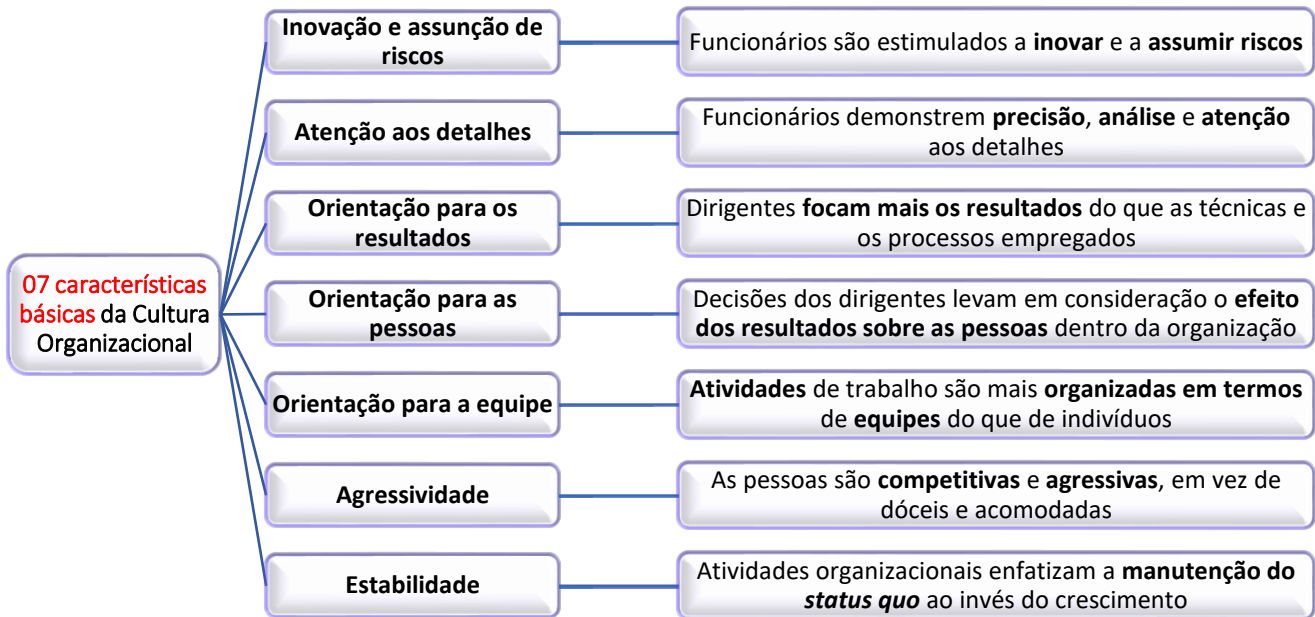 07 características
básicas da Cultura
Organizacional
Inovação e assunção de
riscos
Funcionários são estimulados a inovar e a assumir riscos
Atenção aos detalhes
Funcionários demonstrem precisão, análise e atenção
aos detalhes
Orientação para os
resultados
Dirigentes focam mais os resultados do que as técnicas e
os processos empregados
Orientação para as
pessoas
Decisões dos dirigentes levam em consideração o efeito
dos resultados sobre as pessoas dentro da organização
Orientação para a equipe
Atividades de trabalho são mais organizadas em termos
de equipes do que de indivíduos
Agressividade
As pessoas são competitivas e agressivas, em vez de
dóceis e acomodadas
Estabilidade
Atividades organizacionais enfatizam a manutenção do
status quo ao invés do crescimento